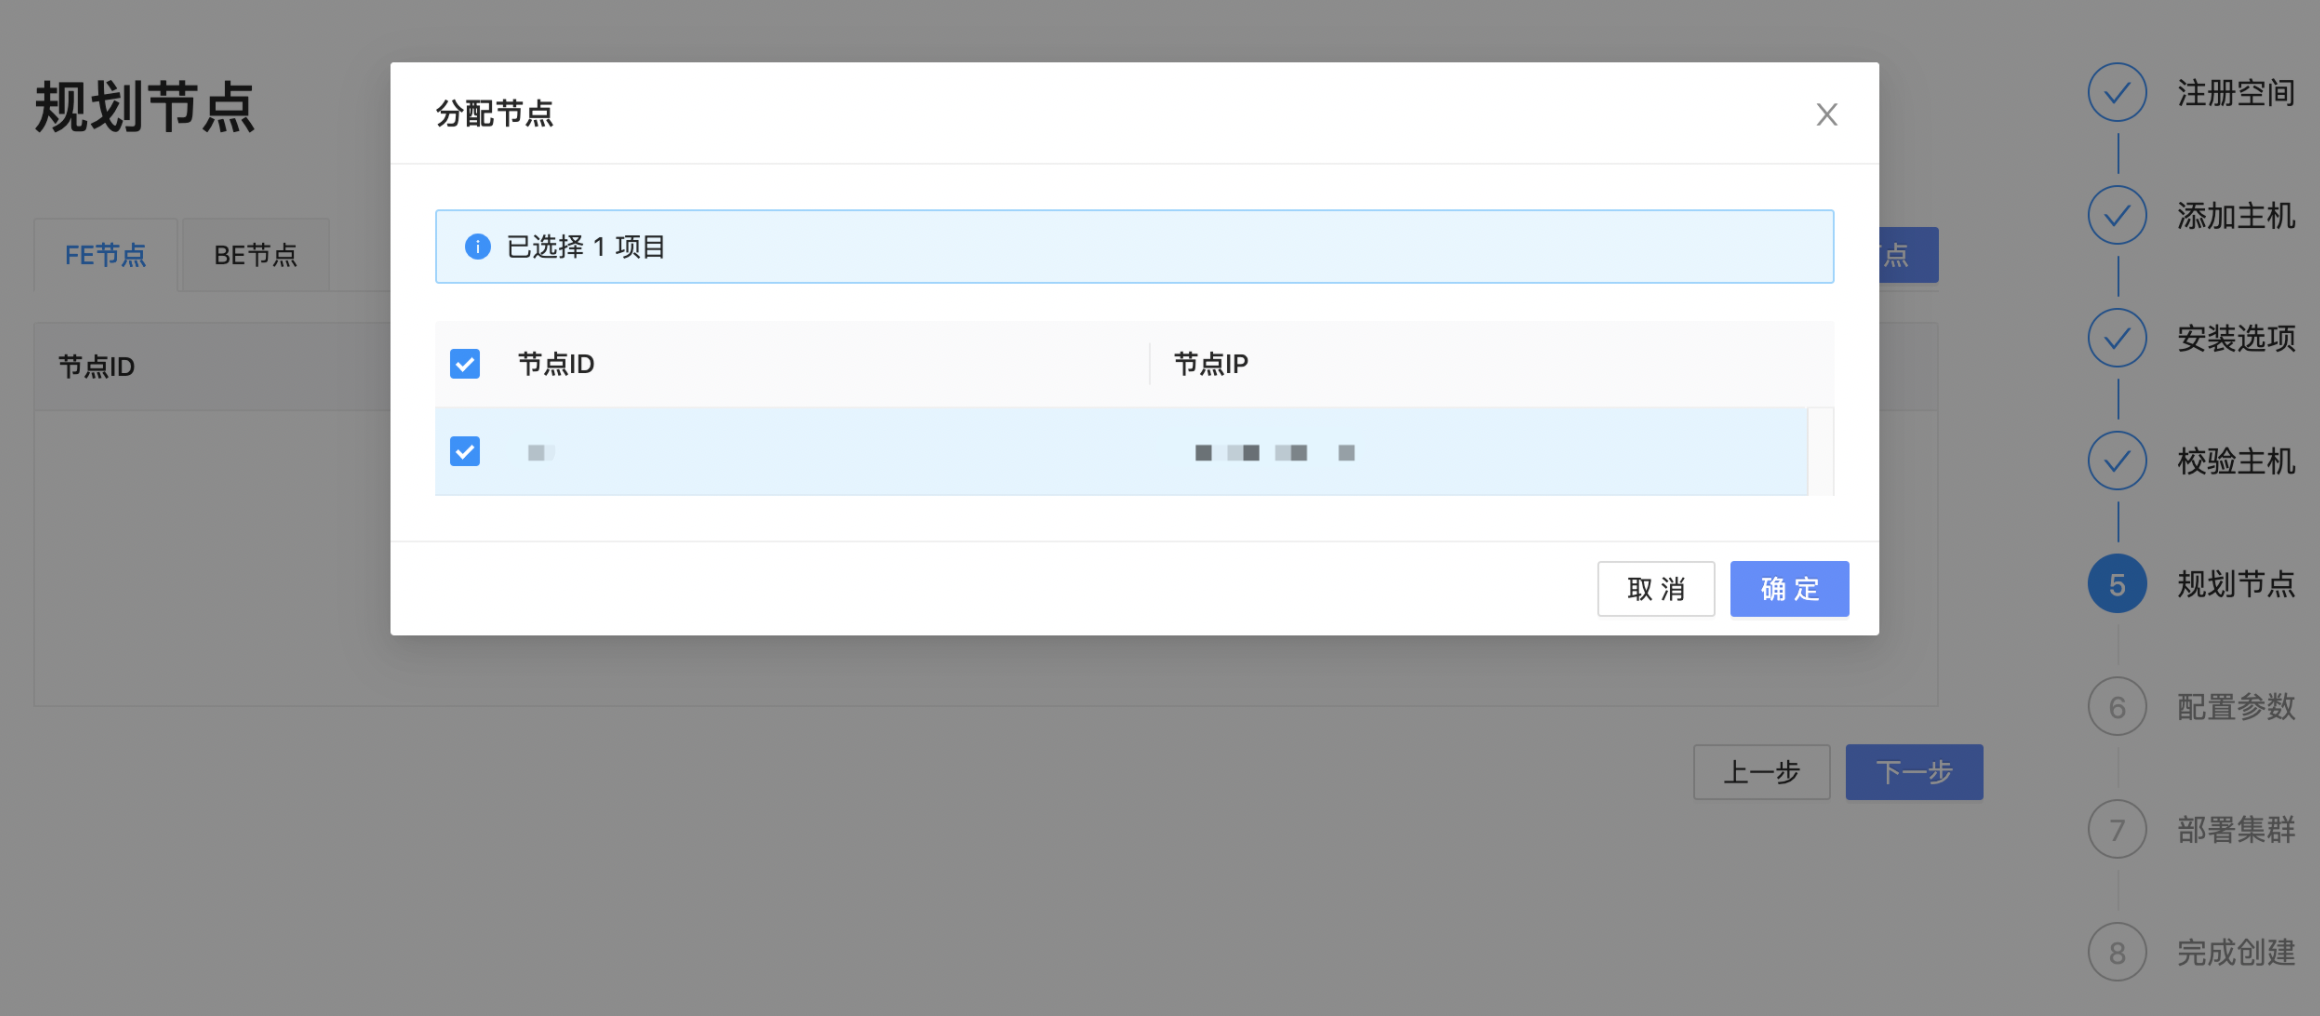 规划节点
FE节点
BE节点
节点ID
分配节点
已选择 1 项目
节点ID
节点IP
取 消
确 定
点
上一步
下一步
注册空间
添加主机
安装选项
校验主机
5
规划节点
6
配置参数
7
部署集群
8
完成创建